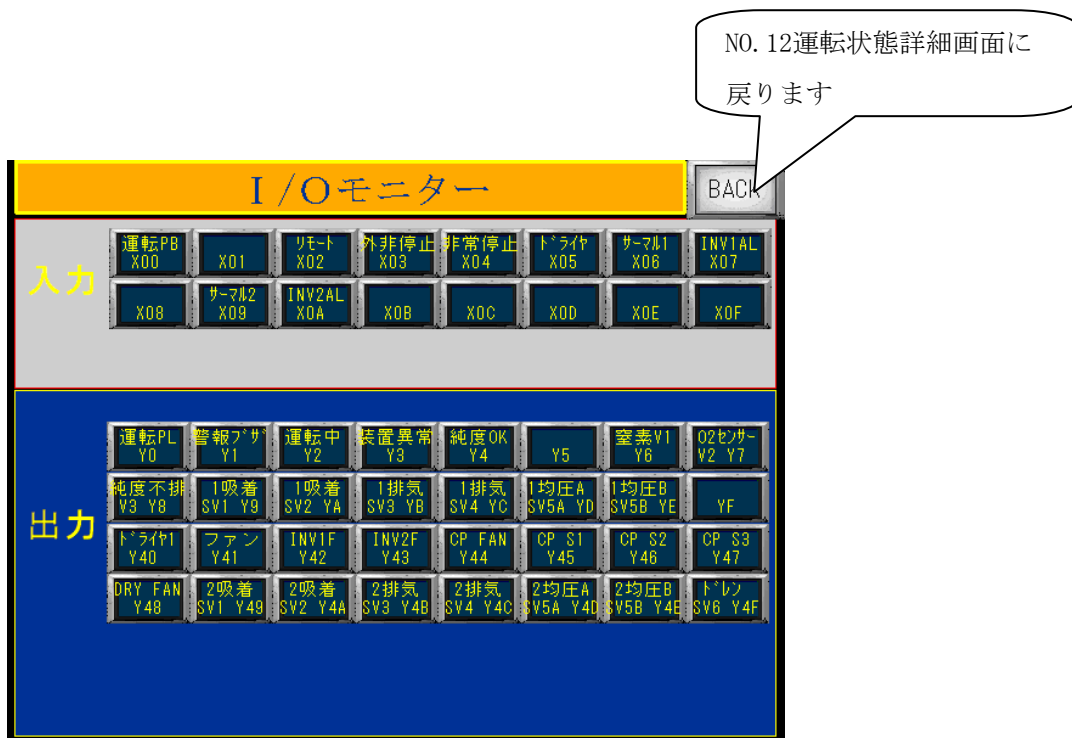 NO.12運転状態詳細画面に
戻ります
I/Oモニター
BACK
入力
運転PB
X00
X01
リモート
X02
外非停止
X03
非常停止
X04
ドライヤ
X05
サーマル1
X06
INV1AL
X07
X08
サーマル2
X09
INV2AL
X0A
X0B
X0C
X0D
X0E
X0F
出力
運転PL
Y0
警報ブザ
Y1
運転中
Y2
装置異常
Y3
純度OK
Y4
Y5
窒素V1
Y6
O2センサー
V2 Y7
純度不排
V3 Y8
1吸着
SV1 Y9
1吸着
SV2 YA
1排気
SV3 YB
1排気
SV4 YC
1均圧A
SV5A YD
1均圧B
SV5B YE
YF
ドライヤ1
Y40
ファン
Y41
INV1F
Y42
INV2F
Y43
CP FAN
Y44
CP S1
Y45
CP S2
Y46
CP S3
Y47
DRY FAN
Y48
2吸着
SV1 Y49
2吸着
SV2 Y4A
2排気
SV3 Y4B
2排気
SV4 Y4C
2均圧A
SV5A Y4D
2均圧B
SV5B Y4E
ドレン
SV6 Y4F